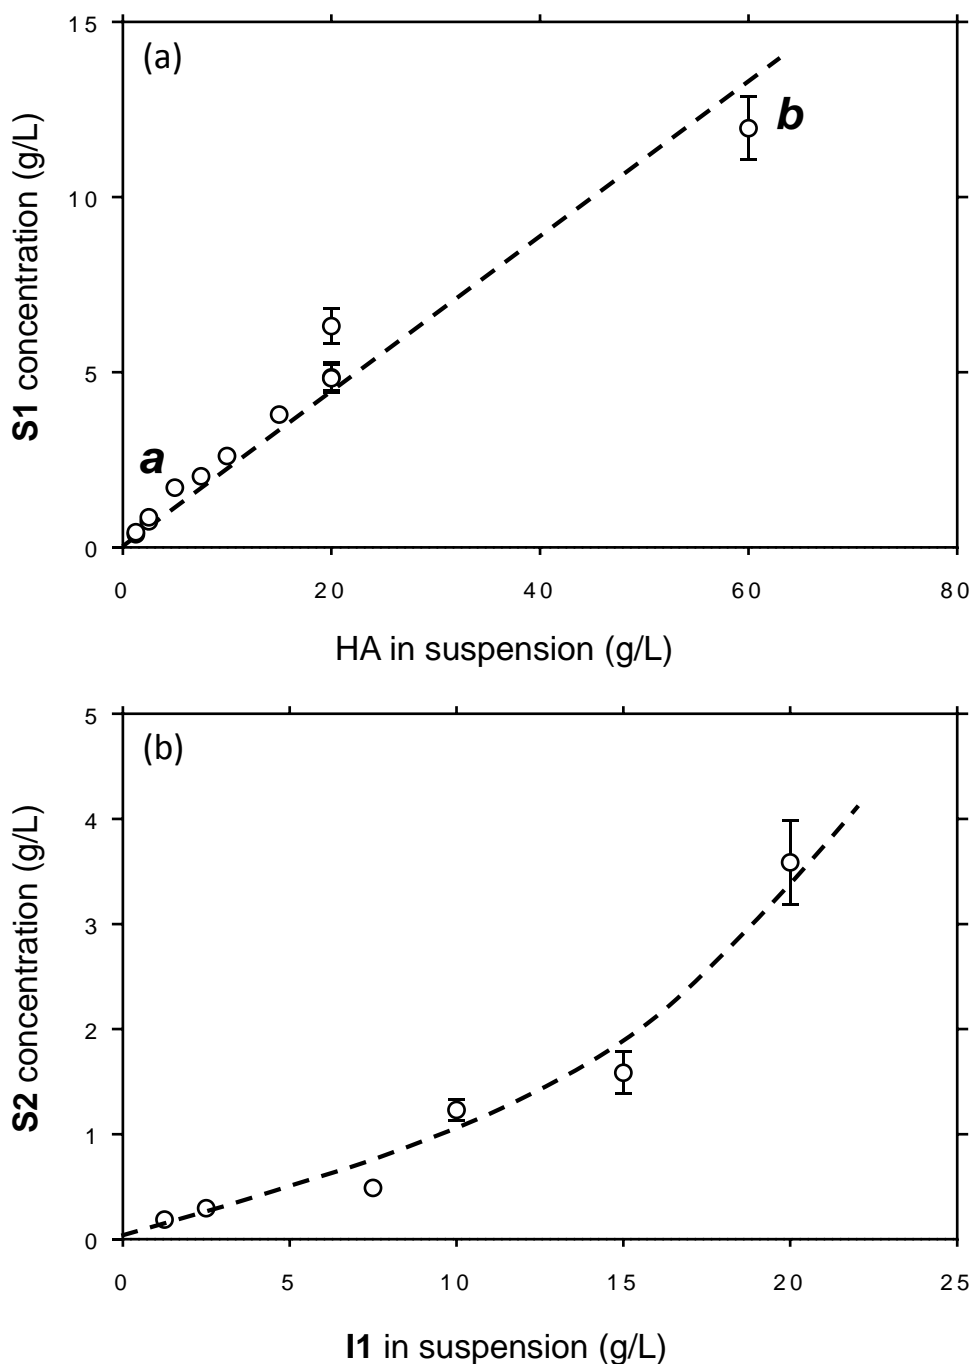 15
(a)
b
10
S1 concentration (g/L)
5
a
0
0 20 40 60 80
HA in suspension (g/L)
5
(b)
4
3
S2 concentration (g/L)
2
1
0
0 5 10 15 20 25
I1 in suspension (g/L)